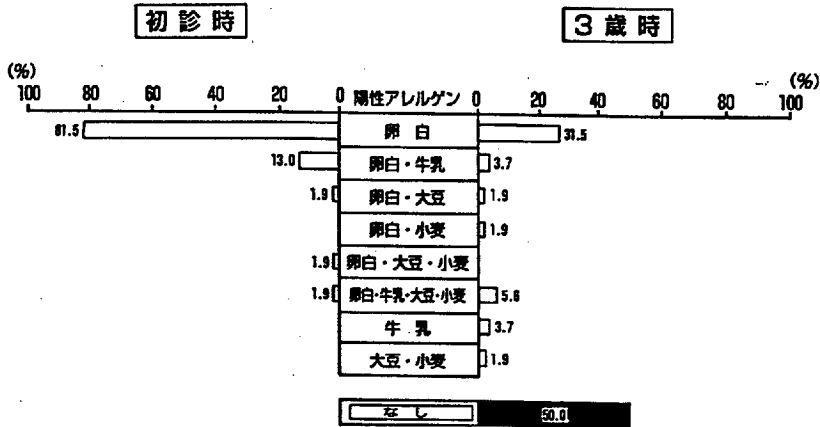 初診時 3歳時
(%) (%)
100 80 60 40 20 0 陽性アレルゲン 0 20 40 60 80 100
81.5 卵白 31.5
13.0 卵白・牛乳 3.7
1.9 卵白・大豆 1.9
卵白・小麦 1.9
1.9 卵白・大豆・小麦
1.9 卵白・牛乳・大豆・小麦 5.6
牛乳 3.7
大豆・小麦 1.9
なし 50.0